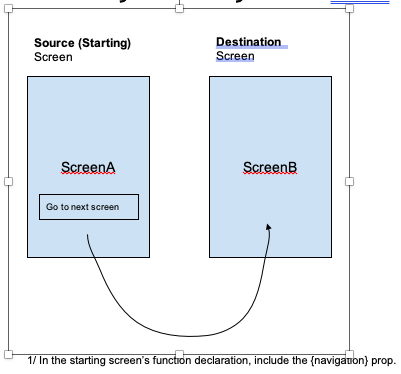 Source (Starting)
Screen
Destination
Screen
ScreenA
ScreenB
Go to next screen
1/ In the starting screen's function declaration, include the {navigation} prop.